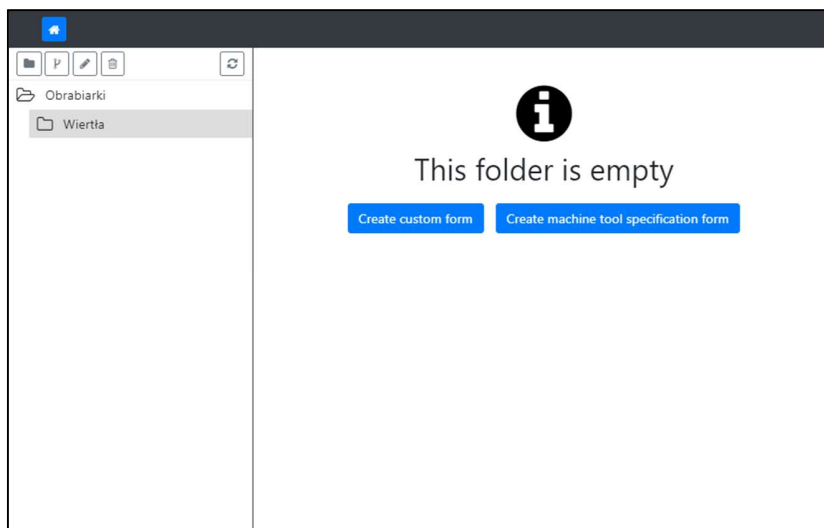 Obrabiarki
Wiertła
This folder is empty
Create custom form
Create machine tool specification form